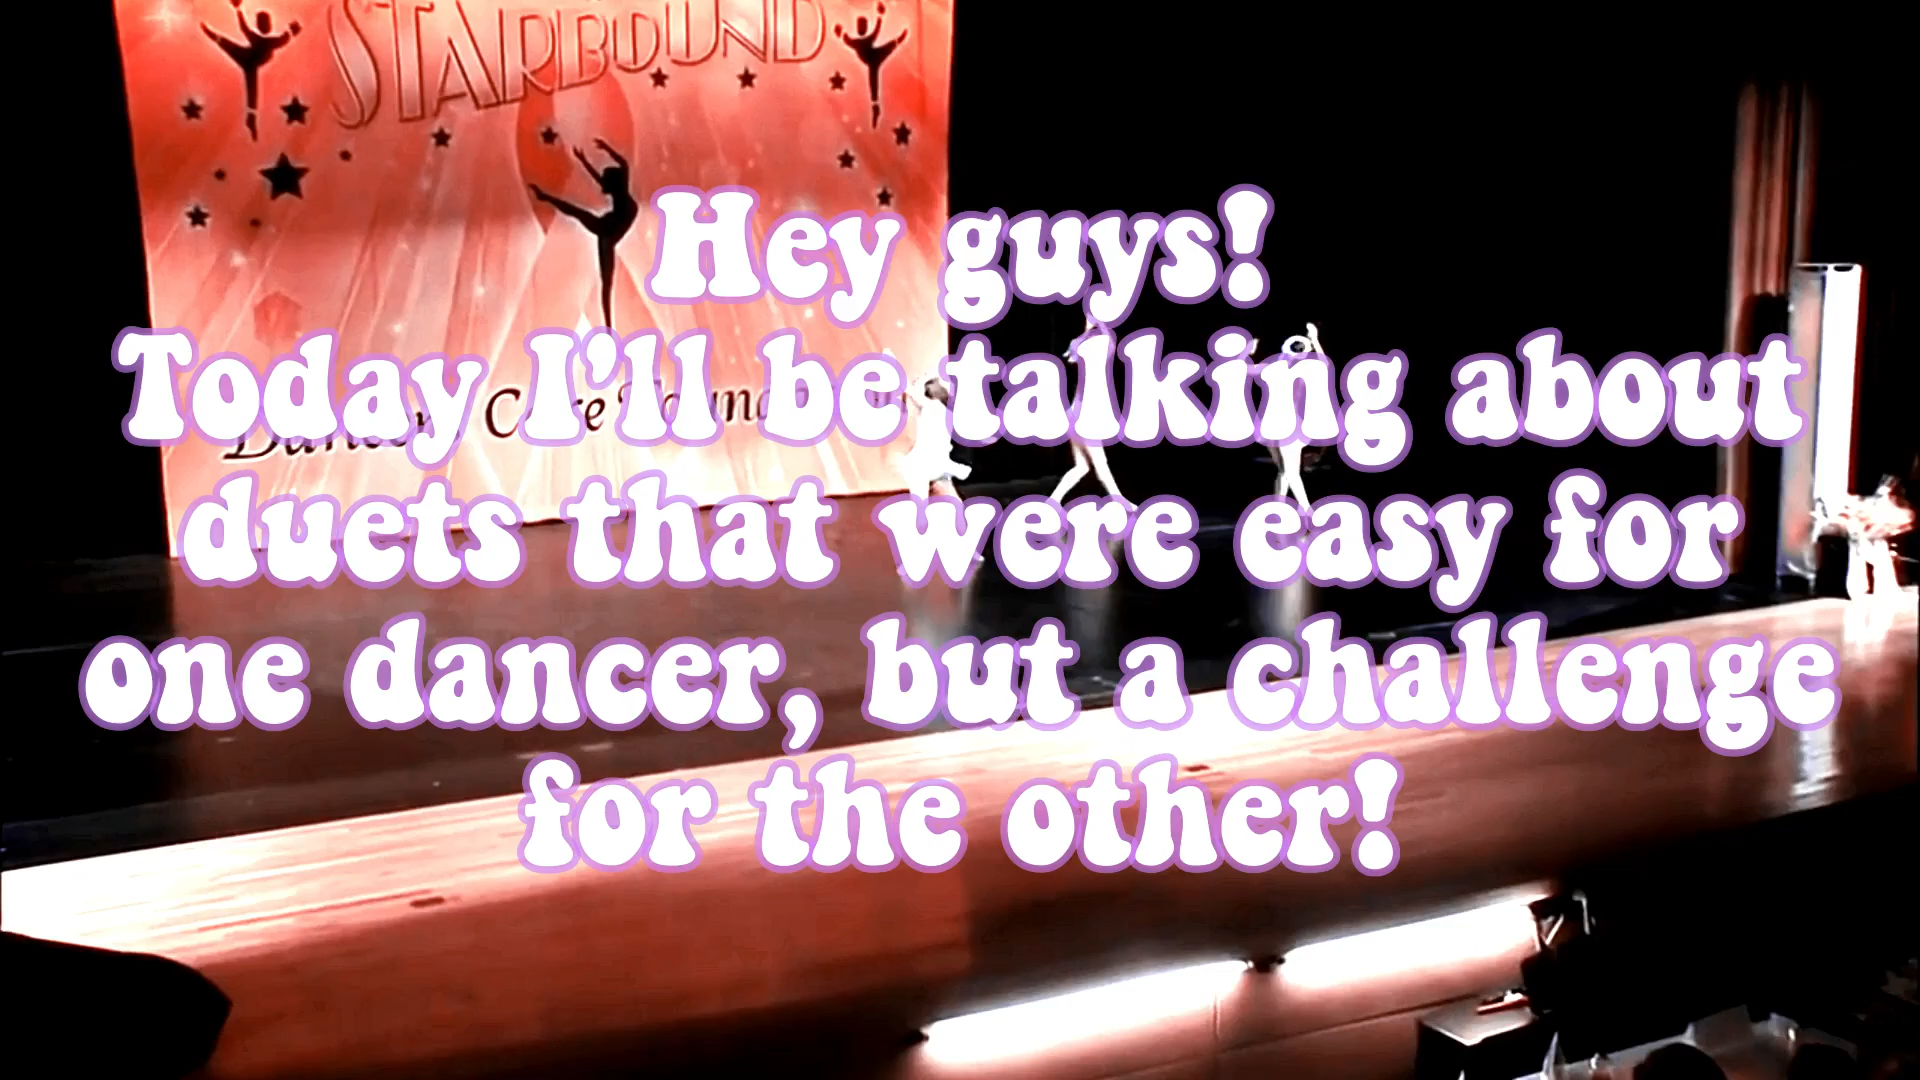 STARBOUND
Hey guys!
Today I'll be talking about
duets that were easy for
one dancer, but a challenge
for the other!